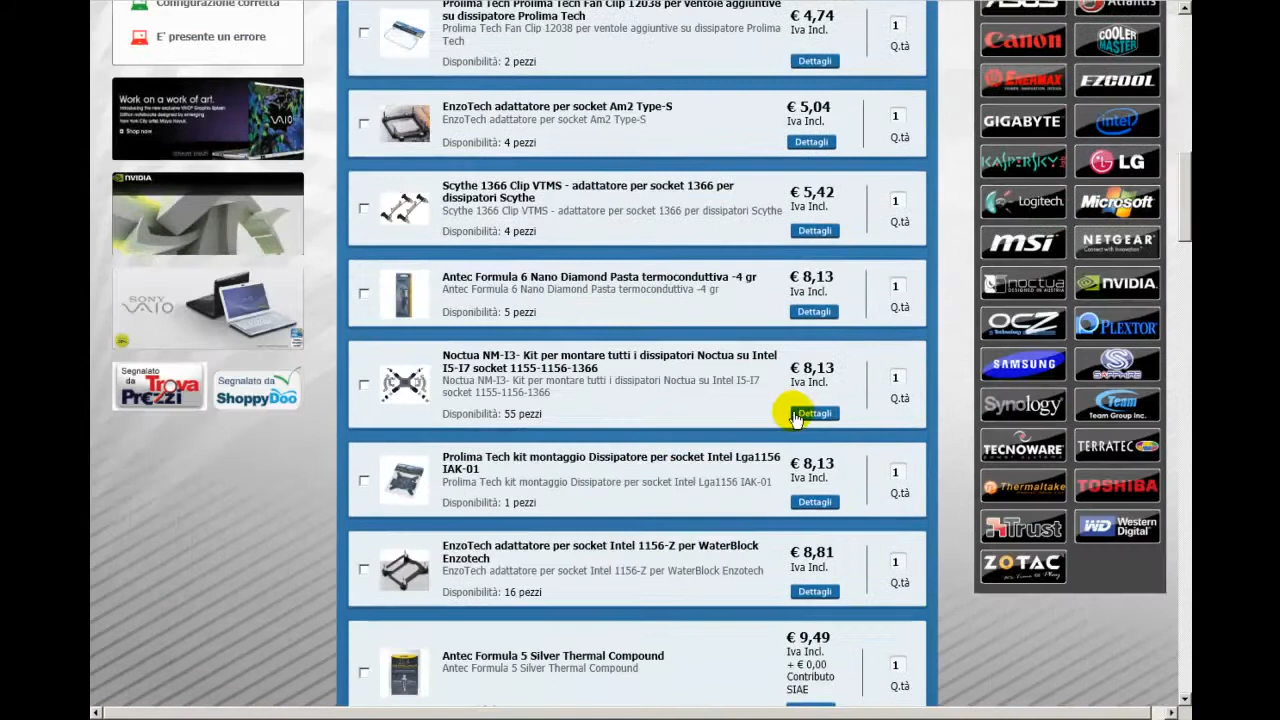 Configurazione corretta
E' presente un errore
Work on a work of art.
Shop now
VAIO
NVIDIA
SONY
VAIO
Segnalato
da
Trova
Prezzi
Segnalato da
ShoppyDoo
Prolima Tech Prolima Tech Fan Clip 12038 per ventole aggiuntive
su dissipatore Prolima Tech
Prolima Tech Fan Clip 12038 per ventole aggiuntive su dissipatore Prolima
Tech
Disponibilità: 2 pezzi
€ 4,74
Iva Incl.
Dettagli
1
Q.tà
EnzoTech adattatore per socket Am2 Type-S
EnzoTech adattatore per socket Am2 Type-S
Disponibilità: 4 pezzi
€ 5,04
Iva Incl.
Dettagli
1
Q.tà
Scythe 1366 Clip VTMS - adattatore per socket 1366 per
dissipatori Scythe
Scythe 1366 Clip VTMS - adattatore per socket 1366 per dissipatori Scythe
Disponibilità: 4 pezzi
€ 5,42
Iva Incl.
Dettagli
1
Q.tà
Antec Formula 6 Nano Diamond Pasta termoconduttiva -4 gr
Antec Formula 6 Nano Diamond Pasta termoconduttiva -4 gr
Disponibilità: 5 pezzi
€ 8,13
Iva Incl.
Dettagli
1
Q.tà
Noctua NM-I3- Kit per montare tutti i dissipatori Noctua su Intel
I5-I7 socket 1155-1156-1366
Noctua NM-I3- Kit per montare tutti i dissipatori Noctua su Intel I5-I7
socket 1155-1156-1366
Disponibilità: 55 pezzi
€ 8,13
Iva Incl.
Dettagli
1
Q.tà
Prolima Tech kit montaggio Dissipatore per socket Intel Lga1156
IAK-01
Prolima Tech kit montaggio Dissipatore per socket Intel Lga1156 IAK-01
Disponibilità: 1 pezzi
€ 8,13
Iva Incl.
Dettagli
1
Q.tà
EnzoTech adattatore per socket Intel 1156-Z per WaterBlock
Enzotech
EnzoTech adattatore per socket Intel 1156-Z per WaterBlock Enzotech
Disponibilità: 16 pezzi
€ 8,81
Iva Incl.
Dettagli
1
Q.tà
Antec Formula 5 Silver Thermal Compound
Antec Formula 5 Silver Thermal Compound
€ 9,49
Iva Incl.
+ € 0,00
Contributo
SIAE
1
Q.tà
ASUS
Atlantis
Canon
COOLER
MASTER
ENERMAX
EZCOOL
GIGABYTE
intel
KASPERSKY lab
LG
Logitech
Microsoft
msi
NETGEAR
noctua
NVIDIA
OCZ
Technology
PLEXTOR
SAMSUNG
SAPPHIRE
Synology
Team
Team Group Inc.
TECNOWARE
TERRATEC
Thermaltake
TOSHIBA
Trust
WD Western
Digital
ZOTAC